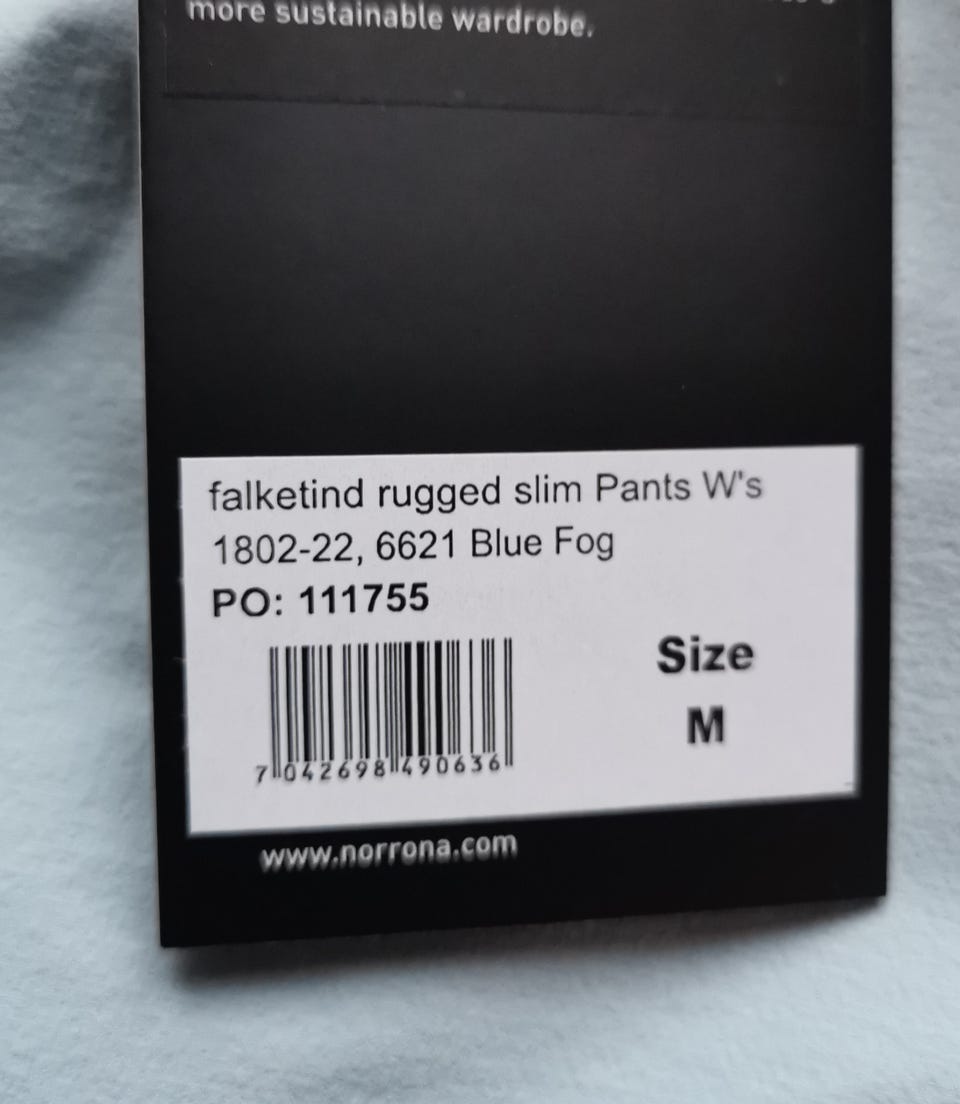 more sustainable wardrobe.
falketind rugged slim Pants W's
1802-22, 6621 Blue Fog
PO: 111755
Size
M
7 042698 490636
www.norrona.com